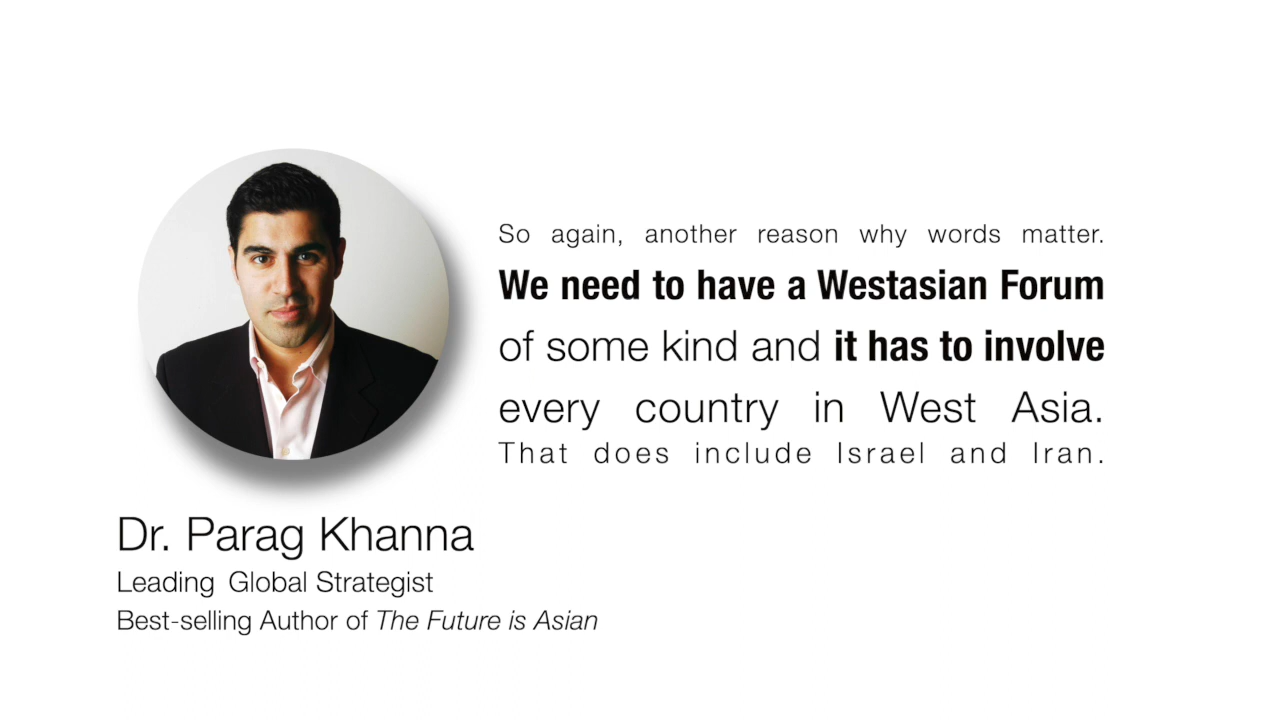 So again, another reason why words matter.
We need to have a Westasian Forum
of some kind and it has to involve
every country in West Asia.
That does include Israel and Iran.
Dr. Parag Khanna
Leading Global Strategist
Best-selling Author of The Future is Asian